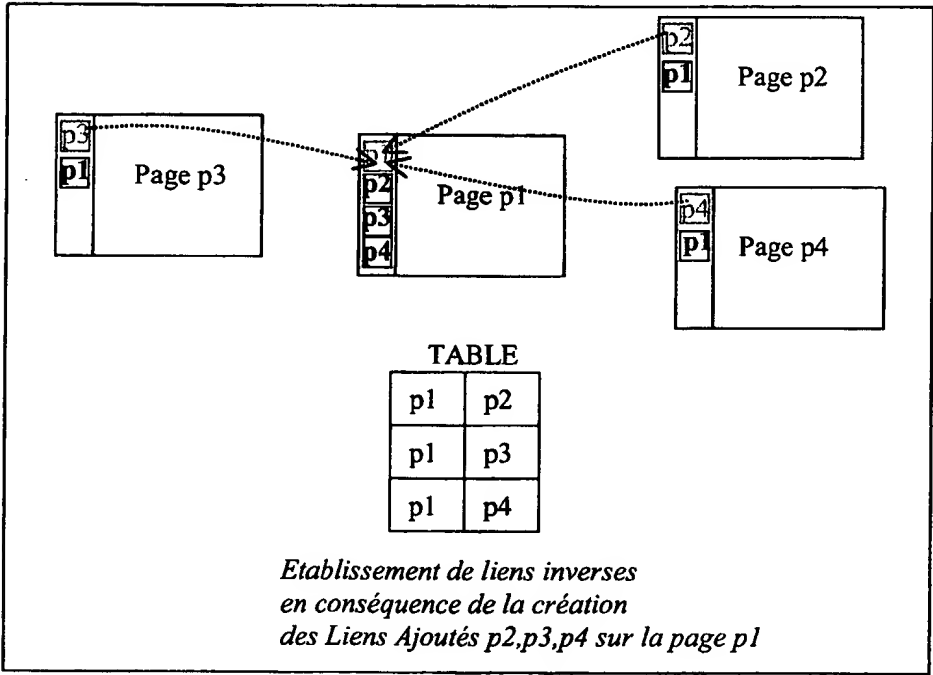 p2
p1
Page p2
p3
p1
Page p3
p1
p2
p3
p4
Page p1
p4
p1
Page p4
TABLE
p1 p2
p1 p3
p1 p4
Etablissement de liens inverses
en conséquence de la création
des Liens Ajoutés p2,p3,p4 sur la page p1